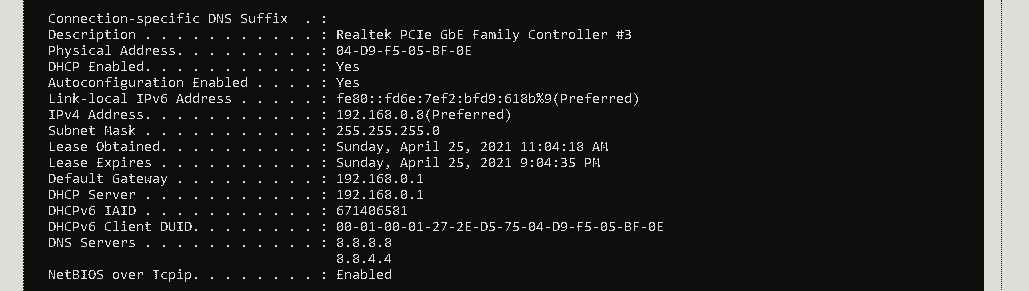 Connection-specific DNS Suffix  . :
Description . . . . . . . . . . . : Realtek PCIe GbE Family Controller #3
Physical Address. . . . . . . . . : 04-D9-F5-05-BF-0E
DHCP Enabled. . . . . . . . . . . : Yes
Autoconfiguration Enabled . . . . : Yes
Link-local IPv6 Address . . . . . : fe80::fd6e:7ef2:bfd9:618b%9(Preferred)
IPv4 Address. . . . . . . . . . . : 192.168.0.8(Preferred)
Subnet Mask . . . . . . . . . . . : 255.255.255.0
Lease Obtained. . . . . . . . . . : Sunday, April 25, 2021 11:04:18 AM
Lease Expires . . . . . . . . . . : Sunday, April 25, 2021 9:04:35 PM
Default Gateway . . . . . . . . . : 192.168.0.1
DHCP Server . . . . . . . . . . . : 192.168.0.1
DHCPv6 IAID . . . . . . . . . . . : 671406581
DHCPv6 Client DUID. . . . . . . . : 00-01-00-01-27-2E-D5-75-04-D9-F5-05-BF-0E
DNS Servers . . . . . . . . . . . : 8.8.8.8
8.8.4.4
NetBIOS over Tcpip. . . . . . . . : Enabled